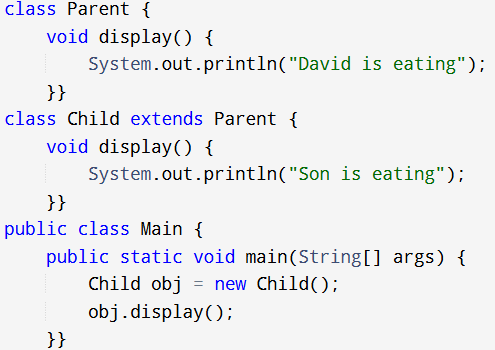 class Parent {
    void display() {
        System.out.println("David is eating");
    }}
class Child extends Parent {
    void display() {
        System.out.println("Son is eating");
    }}
public class Main {
    public static void main(String[] args) {
        Child obj = new Child();
        obj.display();
    }}